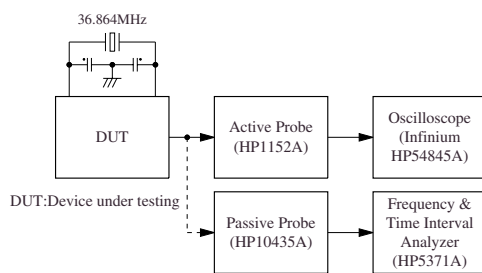 36.864MHz
DUT
Active Probe
(HP1152A)
Oscilloscope
(Infinium
HP54845A)
DUT:Device under testing
Passive Probe
(HP10435A)
Frequency &
Time Interval
Analyzer
(HP5371A)